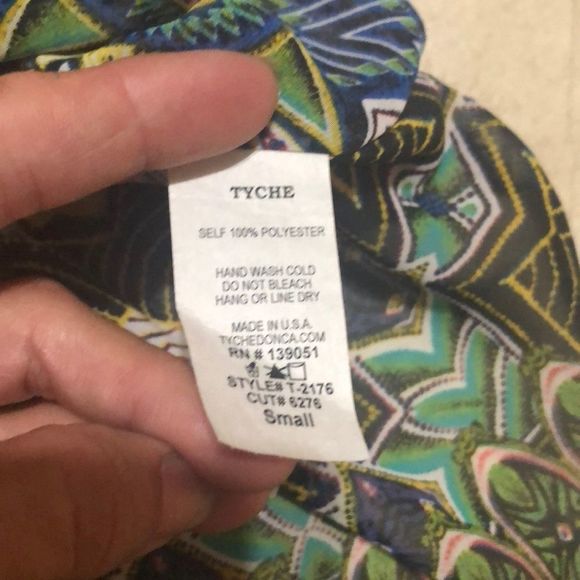 TYCHE
SELF 100% POLYESTER
HAND WASH COLD
DO NOT BLEACH
HANG OR LINE DRY
MADE IN U.S.A.
TYCHEDONCA.COM
RN # 139051
STYLE# T-2176
CUT# 6276
Small